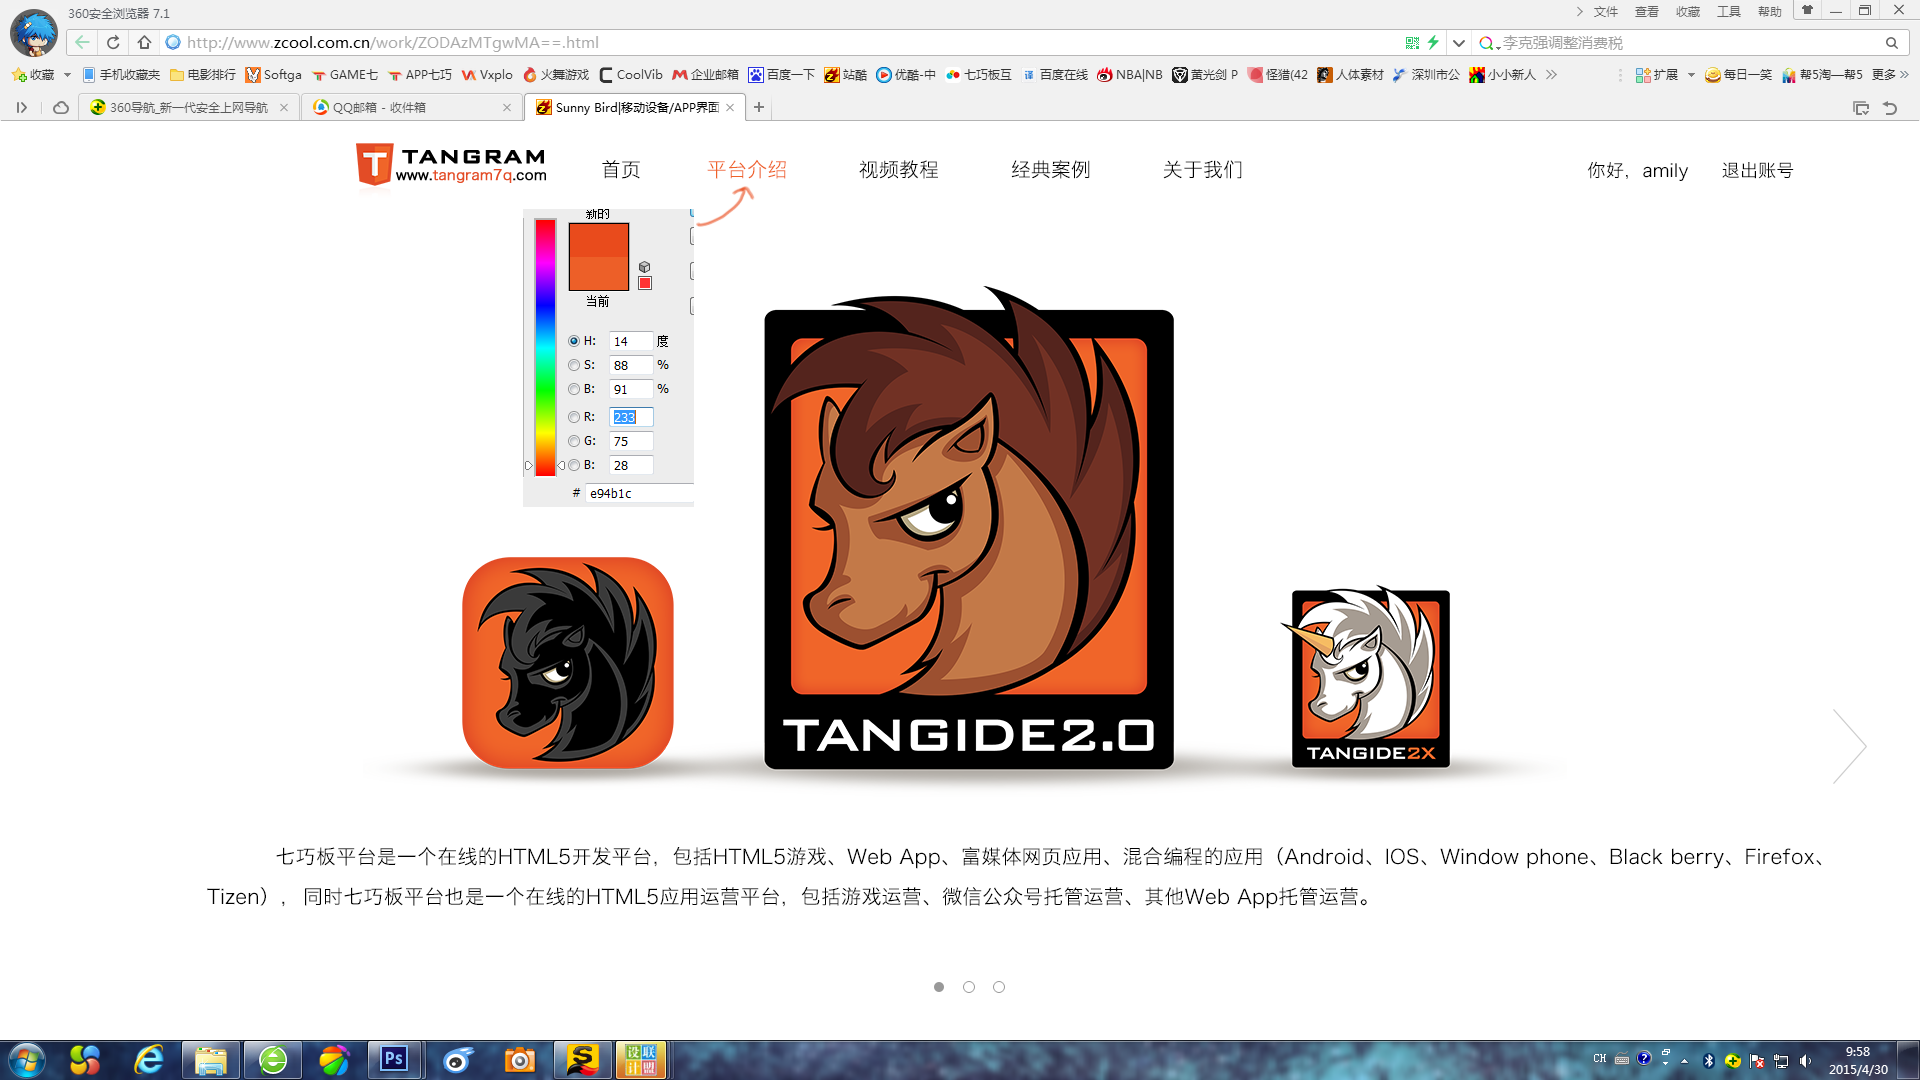 360安全浏览器 7.1
文件 查看 收藏 工具 帮助
http://www.zcool.com.cn/work/ZODAzMTgwMA==.html
李克强调整消费税
收藏 手机收藏夹 电影排行 Softga GAME七 APP七巧 Vxplo 火舞游戏 CoolVib 企业邮箱 百度一下 站酷 优酷-中 七巧板互 百度在线 NBA|NB 黄光剑 P 怪猎(42 人体素材 深圳市公 小小新人 扩展 每日一笑 帮5淘—帮5 更多
360导航_新一代安全上网导航 QQ邮箱 - 收件箱 Sunny Bird|移动设备/APP界面
T TANGRAM
www.tangram7q.com
首页 平台介绍 视频教程 经典案例 关于我们 你好，amily 退出账号
新的
当前
H: 14 度
S: 88 %
B: 91 %
R: 233
G: 75
B: 28
# e94b1c
TANGIDE2.0
TANGIDE2X
七巧板平台是一个在线的HTML5开发平台，包括HTML5游戏、Web App、富媒体网页应用、混合编程的应用（Android、IOS、Window phone、Black berry、Firefox、
Tizen），同时七巧板平台也是一个在线的HTML5应用运营平台，包括游戏运营、微信公众号托管运营、其他Web App托管运营。
Ps
设联计网
CH
9:58
2015/4/30